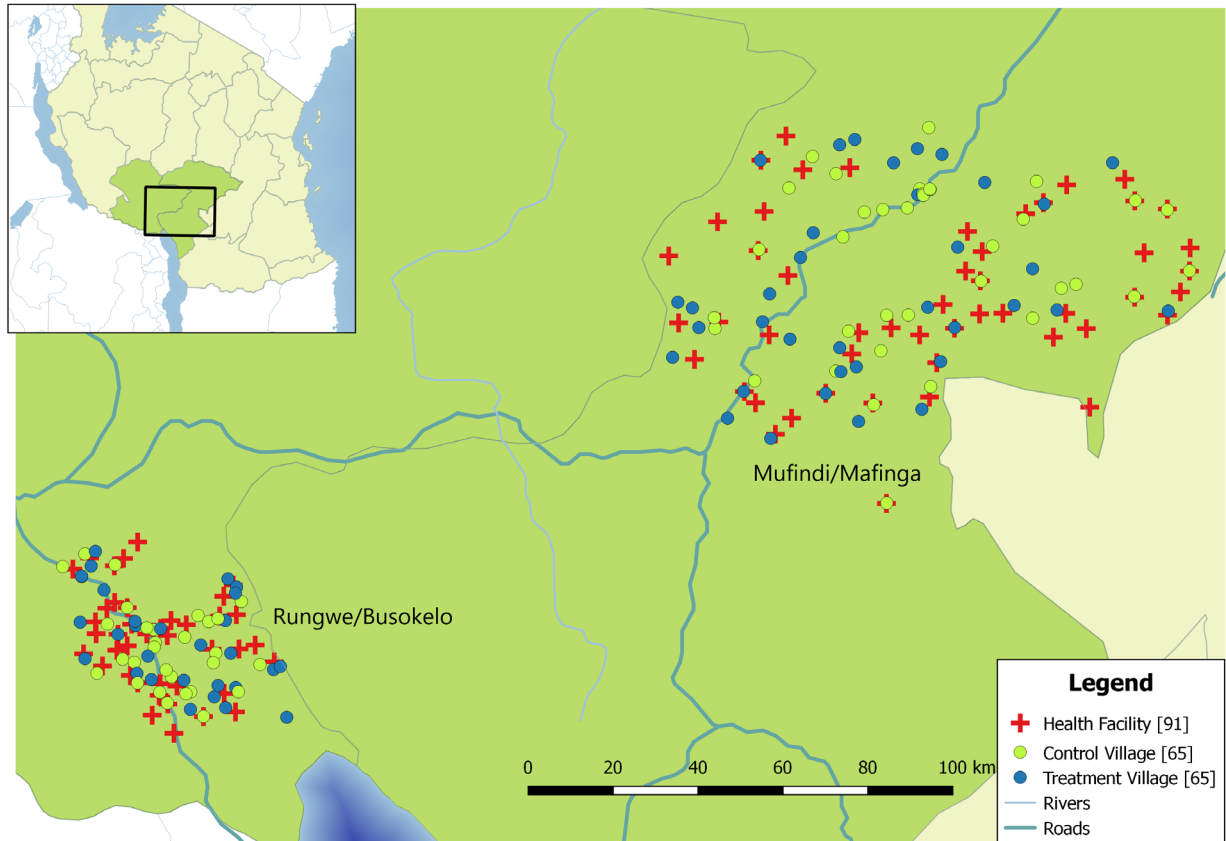 Mufindi/Mafinga
Rungwe/Busokelo
0 20 40 60 80 100 km
Legend
Health Facility [91]
Control Village [65]
Treatment Village [65]
Rivers
Roads